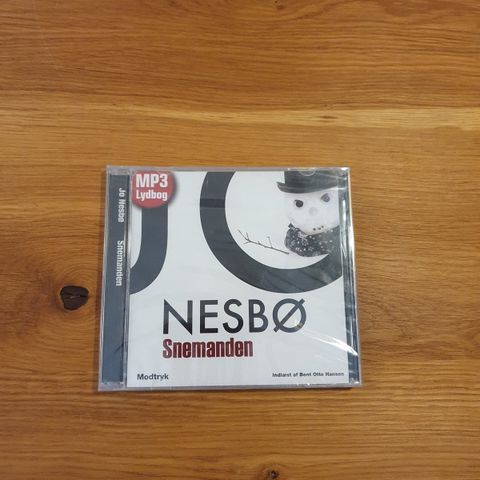 MP3
Lydbog
JO
NESBØ
Snemanden
Modtryk
Indlæst af Bent Otto Hansen
Jo Nesbø Snemanden